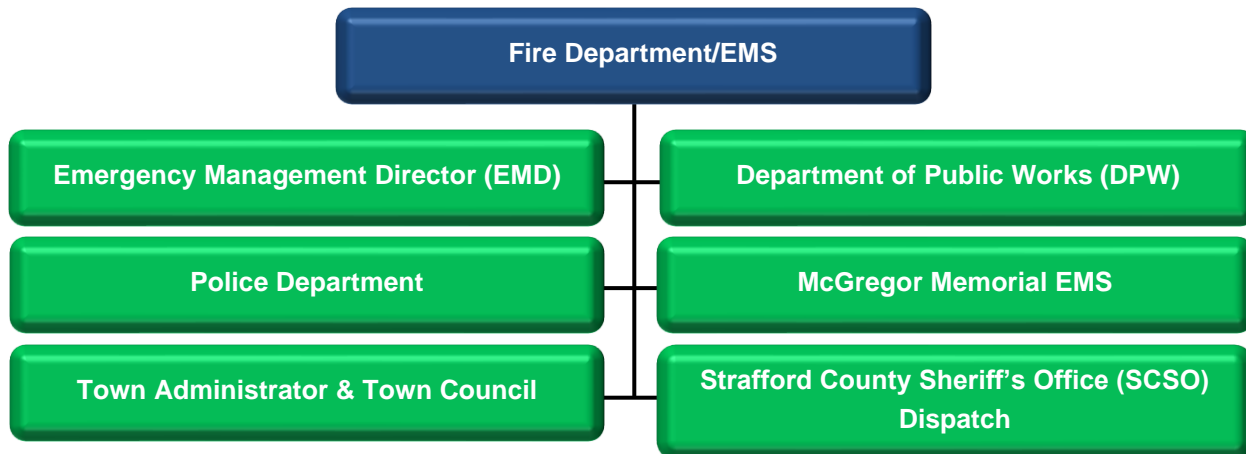 Fire Department/EMS
Emergency Management Director (EMD)
Department of Public Works (DPW)
Police Department
McGregor Memorial EMS
Town Administrator & Town Council
Strafford County Sheriff’s Office (SCSO)
Dispatch